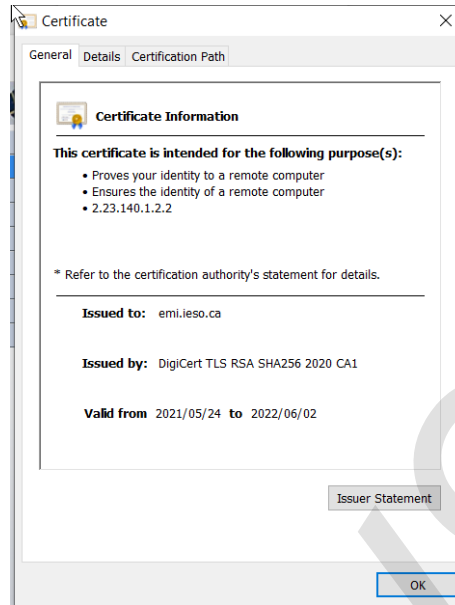 Certificate
General Details Certification Path
Certificate Information
This certificate is intended for the following purpose(s):
• Proves your identity to a remote computer
• Ensures the identity of a remote computer
• 2.23.140.1.2.2
* Refer to the certification authority's statement for details.
Issued to: emi.ieso.ca
Issued by: DigiCert TLS RSA SHA256 2020 CA1
Valid from 2021/05/24 to 2022/06/02
Issuer Statement
OK